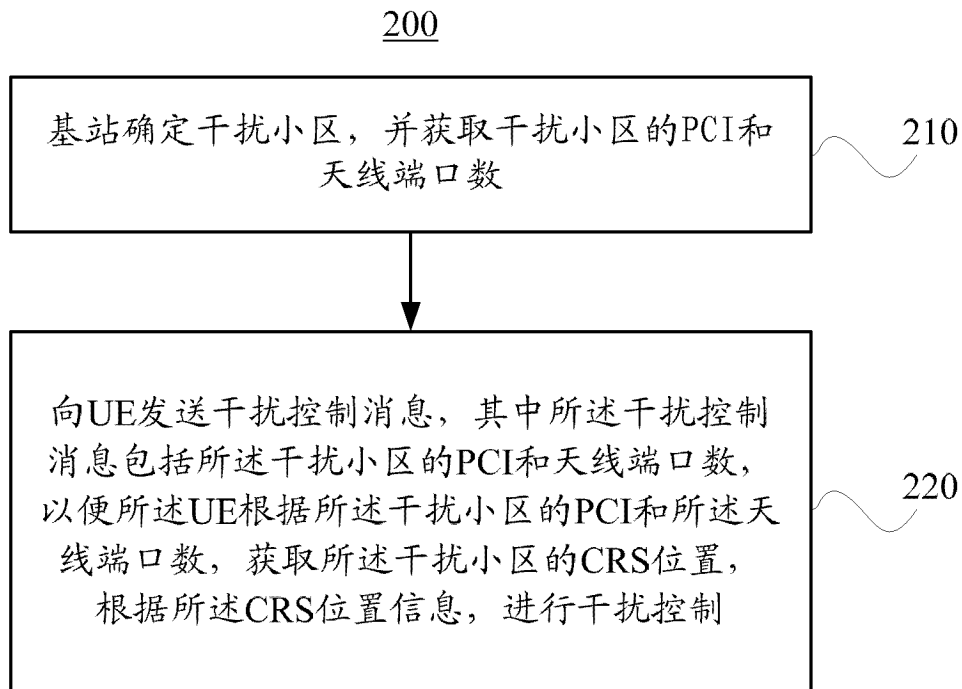 200
基站确定干扰小区，并获取干扰小区的PCI和
天线端口数
210
向UE发送干扰控制消息，其中所述干扰控制
消息包括所述干扰小区的PCI和天线端口数，
以便所述UE根据所述干扰小区的PCI和所述天
线端口数，获取所述干扰小区的CRS位置，
根据所述CRS位置信息，进行干扰控制
220